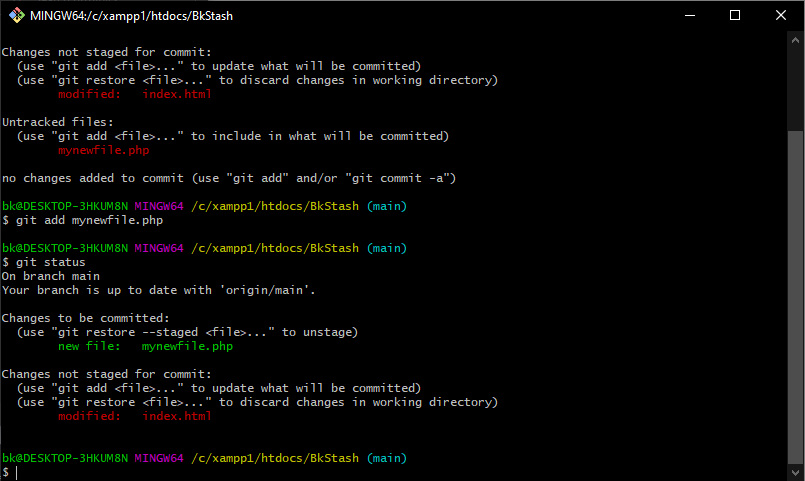 MINGW64:/c/xampp1/htdocs/BkStash
Changes not staged for commit:
  (use "git add <file>..." to update what will be committed)
  (use "git restore <file>..." to discard changes in working directory)
        modified:   index.html
Untracked files:
  (use "git add <file>..." to include in what will be committed)
        mynewfile.php
no changes added to commit (use "git add" and/or "git commit -a")
bk@DESKTOP-3HKUM8N MINGW64 /c/xampp1/htdocs/BkStash (main)
$ git add mynewfile.php
bk@DESKTOP-3HKUM8N MINGW64 /c/xampp1/htdocs/BkStash (main)
$ git status
On branch main
Your branch is up to date with 'origin/main'.
Changes to be committed:
  (use "git restore --staged <file>..." to unstage)
        new file:   mynewfile.php
Changes not staged for commit:
  (use "git add <file>..." to update what will be committed)
  (use "git restore <file>..." to discard changes in working directory)
        modified:   index.html
bk@DESKTOP-3HKUM8N MINGW64 /c/xampp1/htdocs/BkStash (main)
$